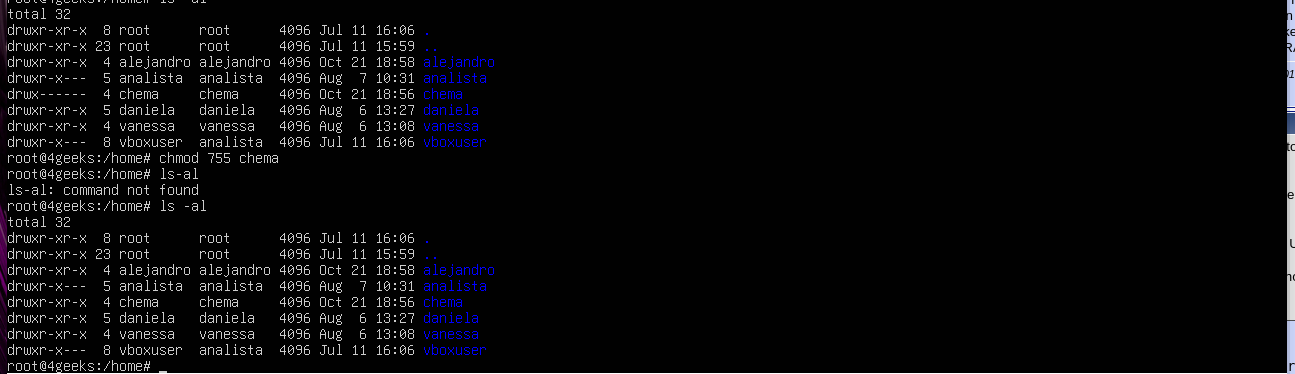 root@4geeks:/home# ls -al
total 32
drwxr-xr-x  8 root      root      4096 Jul 11 16:06 .
drwxr-xr-x 23 root      root      4096 Jul 11 15:59 ..
drwxr-xr-x  4 alejandro alejandro 4096 Oct 21 18:58 alejandro
drwxr-x---  5 analista  analista  4096 Aug  7 10:31 analista
drwx------  4 chema     chema     4096 Oct 21 18:56 chema
drwxr-xr-x  5 daniela   daniela   4096 Aug  6 13:27 daniela
drwxr-xr-x  4 vanessa   vanessa   4096 Aug  6 13:08 vanessa
drwxr-x---  8 vboxuser  analista  4096 Jul 11 16:06 vboxuser
root@4geeks:/home# chmod 755 chema
root@4geeks:/home# ls-al
ls-al: command not found
root@4geeks:/home# ls -al
total 32
drwxr-xr-x  8 root      root      4096 Jul 11 16:06 .
drwxr-xr-x 23 root      root      4096 Jul 11 15:59 ..
drwxr-xr-x  4 alejandro alejandro 4096 Oct 21 18:58 alejandro
drwxr-x---  5 analista  analista  4096 Aug  7 10:31 analista
drwxr-xr-x  4 chema     chema     4096 Oct 21 18:56 chema
drwxr-xr-x  5 daniela   daniela   4096 Aug  6 13:27 daniela
drwxr-xr-x  4 vanessa   vanessa   4096 Aug  6 13:08 vanessa
drwxr-x---  8 vboxuser  analista  4096 Jul 11 16:06 vboxuser
root@4geeks:/home# _